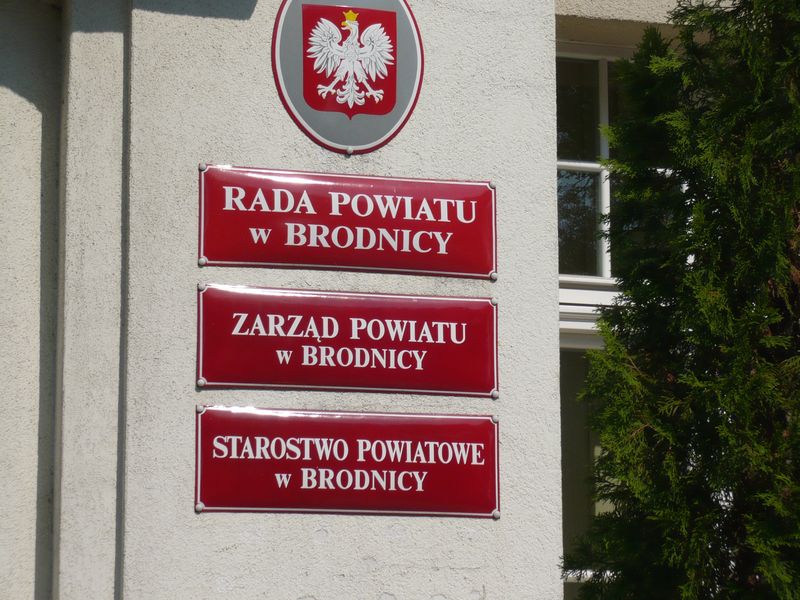 RADA POWIATU
w BRODNICY
ZARZĄD POWIATU
w BRODNICY
STAROSTWO POWIATOWE
w BRODNICY